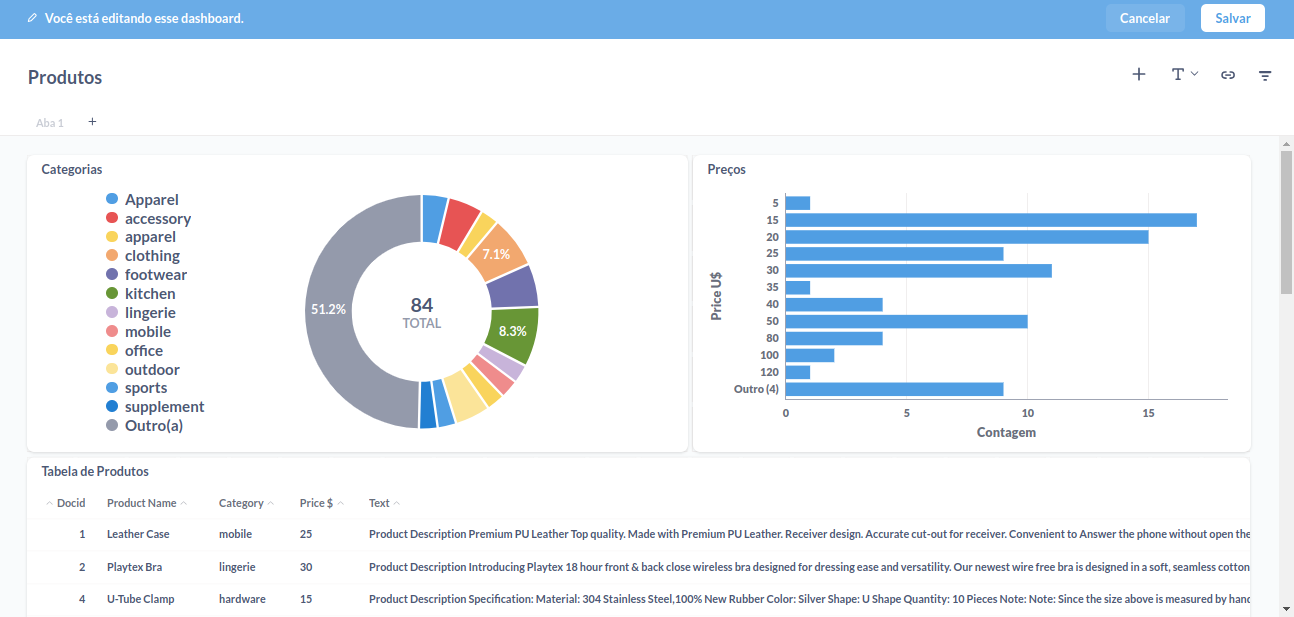 Você está editando esse dashboard.
Cancelar
Salvar
Produtos
Aba 1
Categorias
Apparel
accessory
apparel
clothing
footwear
kitchen
lingerie
mobile
office
outdoor
sports
supplement
Outro(a)
51.2%
7.1%
8.3%
84
TOTAL
Preços
Price U$
5
15
20
25
30
35
40
50
80
100
120
Outro (4)
0 5 10 15
Contagem
Tabela de Produtos
Docid Product Name Category Price $ Text
1 Leather Case mobile 25 Product Description Premium PU Leather Top quality. Made with Premium PU Leather. Receiver design. Accurate cut-out for receiver. Convenient to Answer the phone without open the
2 Playtex Bra lingerie 30 Product Description Introducing Playtex 18 hour front & back close wireless bra designed for dressing ease and versatility. Our newest wire free bra is designed in a soft, seamless cotton
4 U-Tube Clamp hardware 15 Product Description Specification: Material: 304 Stainless Steel,100% New Rubber Color: Silver Shape: U Shape Quantity: 10 Pieces Note: Note: Since the size above is measured by hand